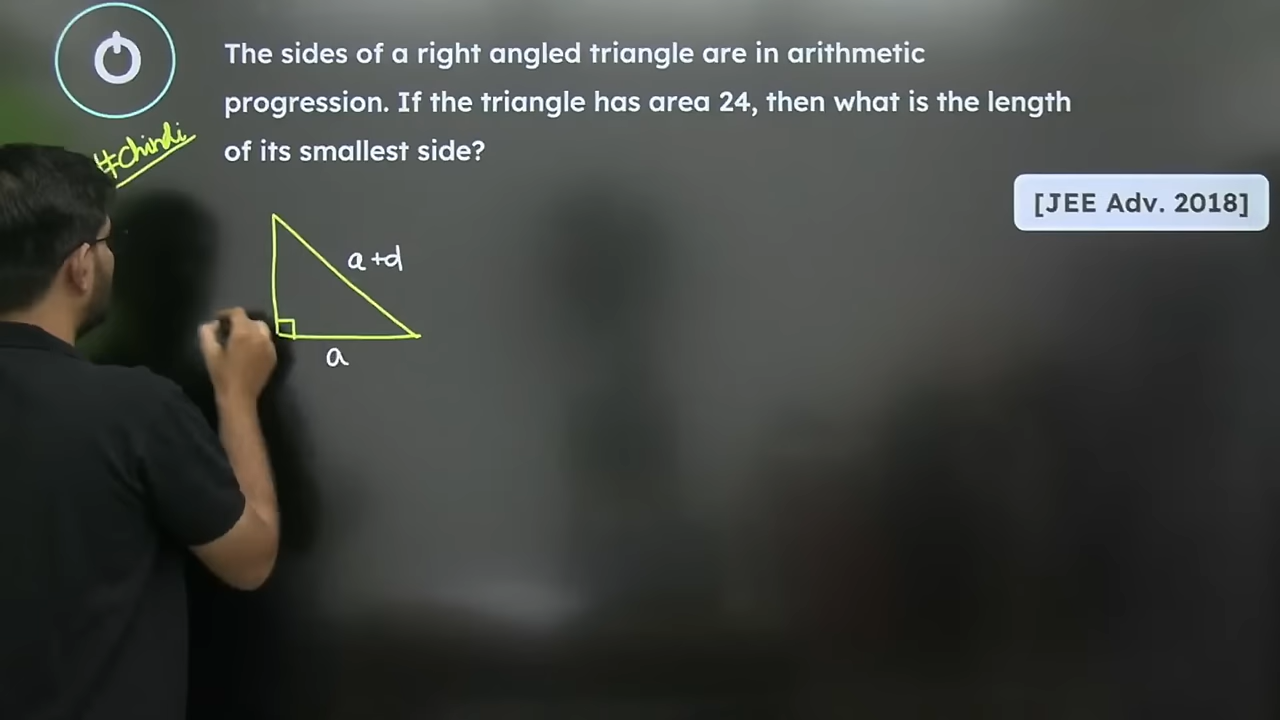 The sides of a right angled triangle are in arithmetic
progression. If the triangle has area 24, then what is the length
of its smallest side?
#chindi
[JEE Adv. 2018]
a+d
a